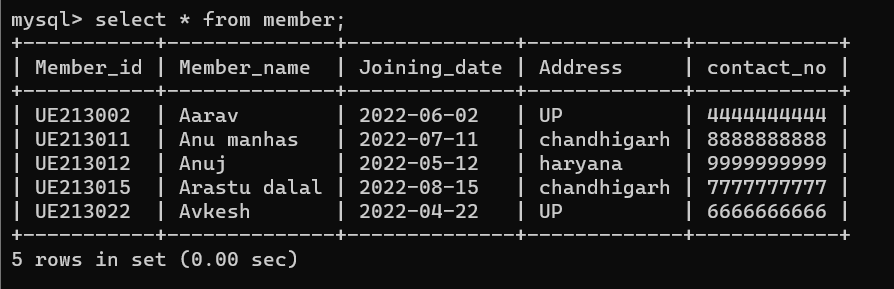 mysql> select * from member;
+-----------+--------------+--------------+-------------+------------+
| Member_id | Member_name  | Joining_date | Address     | contact_no |
+-----------+--------------+--------------+-------------+------------+
| UE213002  | Aarav        | 2022-06-02   | UP          | 4444444444 |
| UE213011  | Anu manhas   | 2022-07-11   | chandhigarh | 8888888888 |
| UE213012  | Anuj         | 2022-05-12   | haryana     | 9999999999 |
| UE213015  | Arastu dalal | 2022-08-15   | chandhigarh | 7777777777 |
| UE213022  | Avkesh       | 2022-04-22   | UP          | 6666666666 |
+-----------+--------------+--------------+-------------+------------+
5 rows in set (0.00 sec)